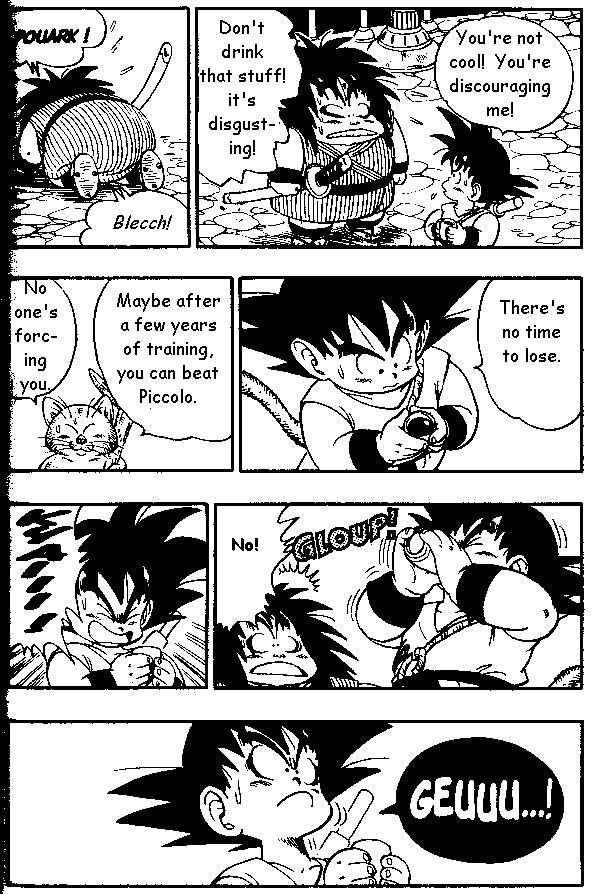 POUARK !
Blecch!
Don't
drink
that stuff!
it's
disgust-
ing!
You're not
cool! You're
discouraging
me!
No
one's
forc-
ing
you.
Maybe after
a few years
of training,
you can beat
Piccolo.
There's
no time
to lose.
No!
GLOUP!
GEUUU...!